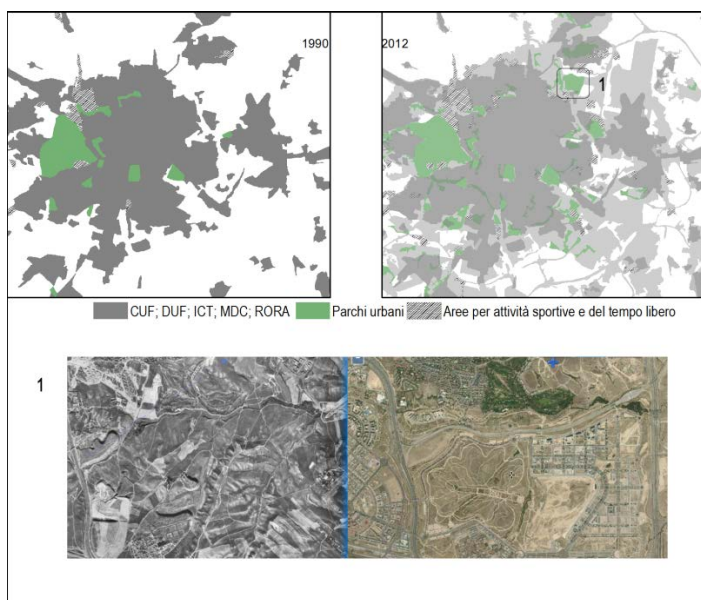 1990
2012
1
CUF; DUF; ICT; MDC; RORA
Parchi urbani
Aree per attività sportive e del tempo libero
1